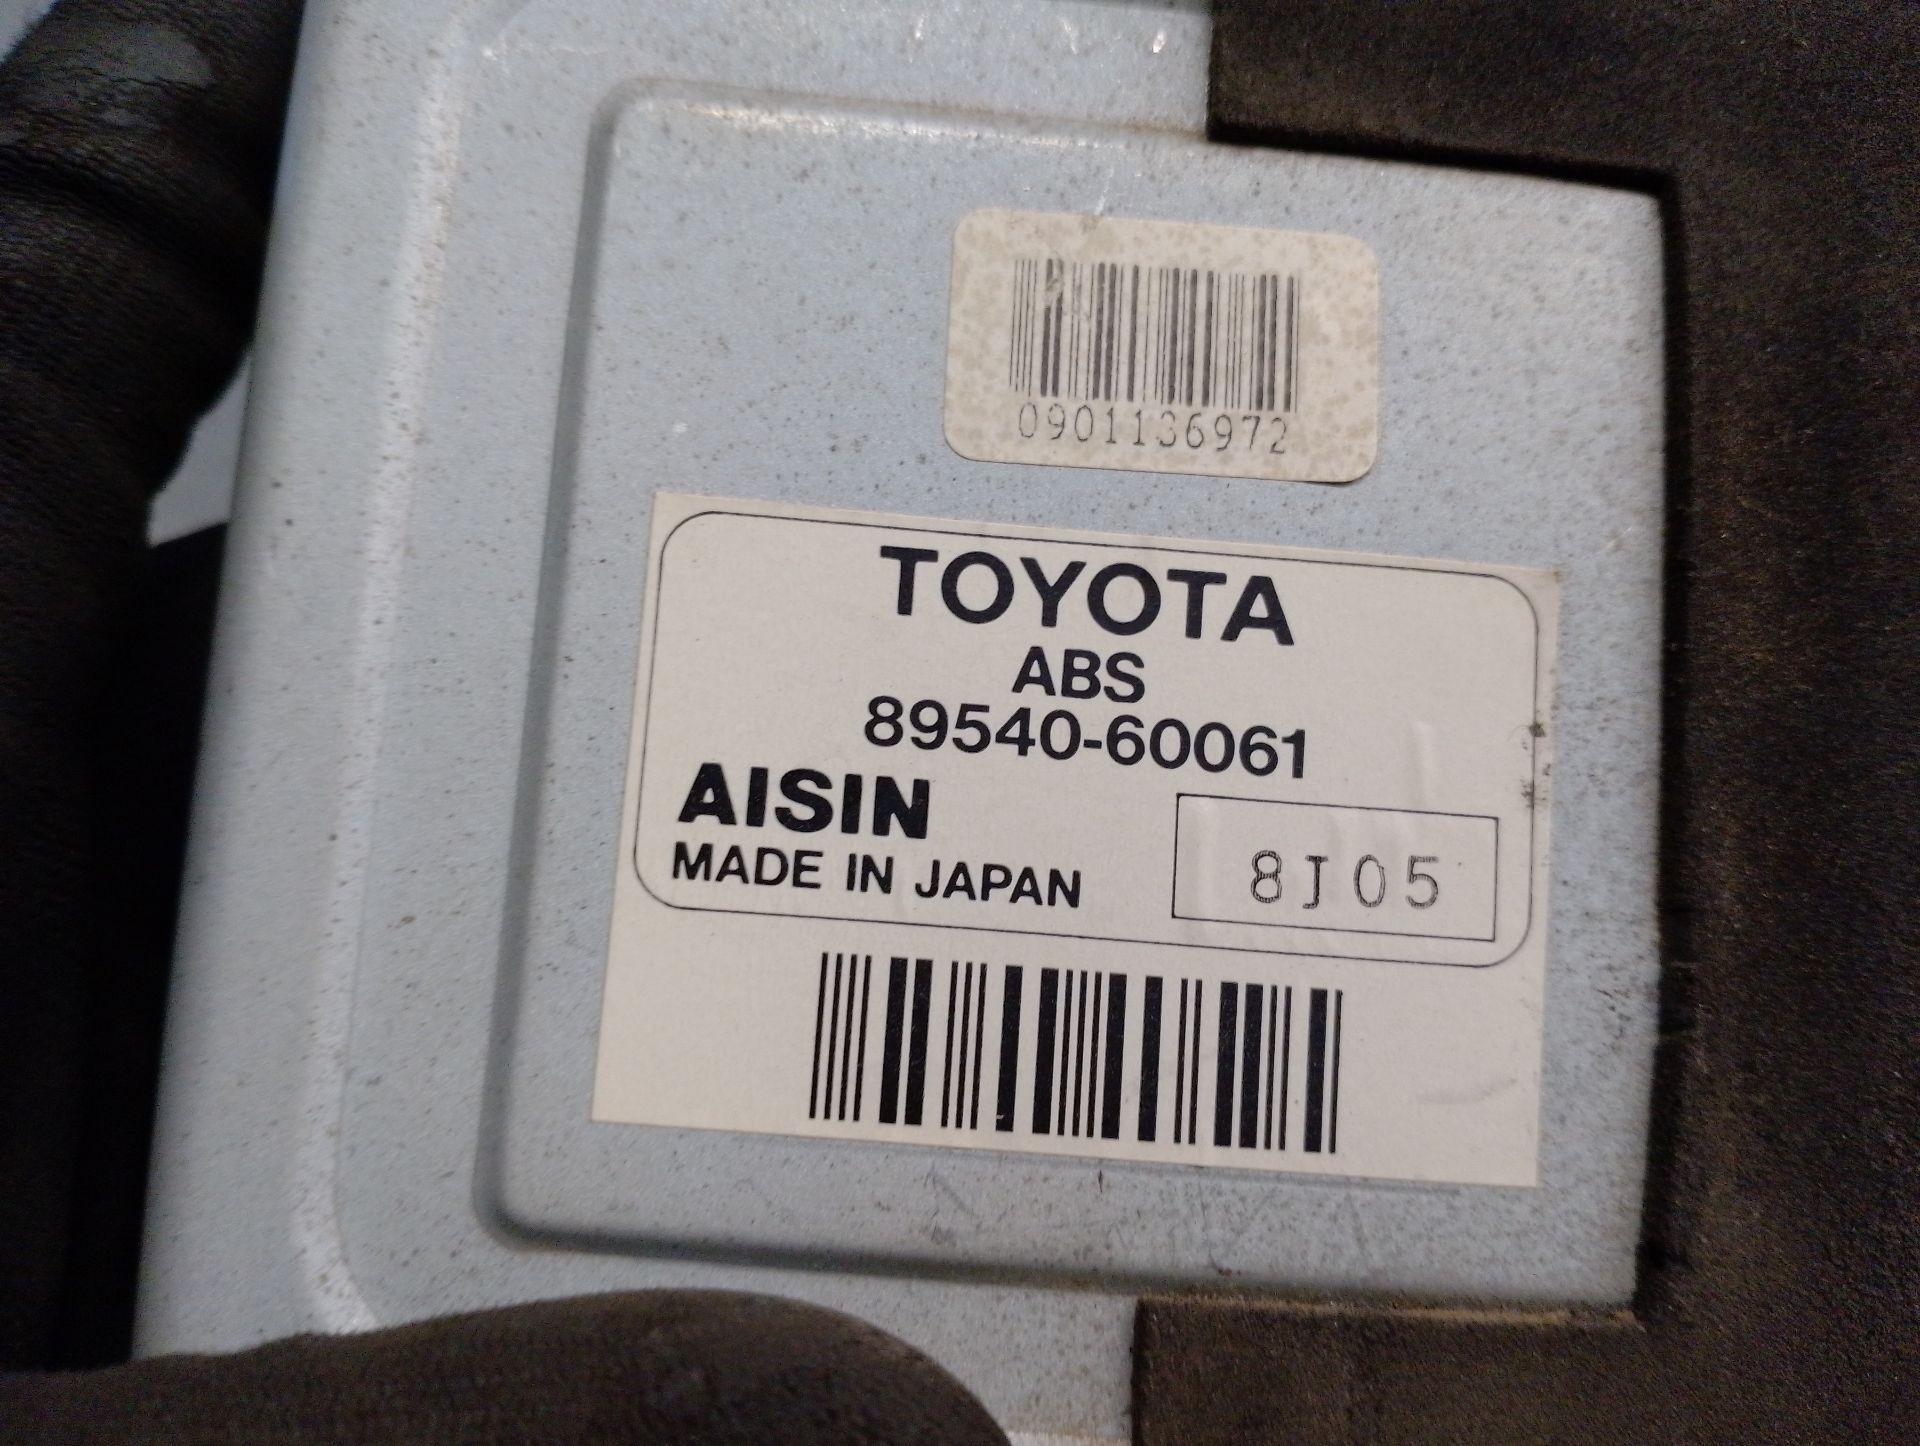 0901136972
TOYOTA
ABS
89540-60061
AISIN
MADE IN JAPAN
8J05